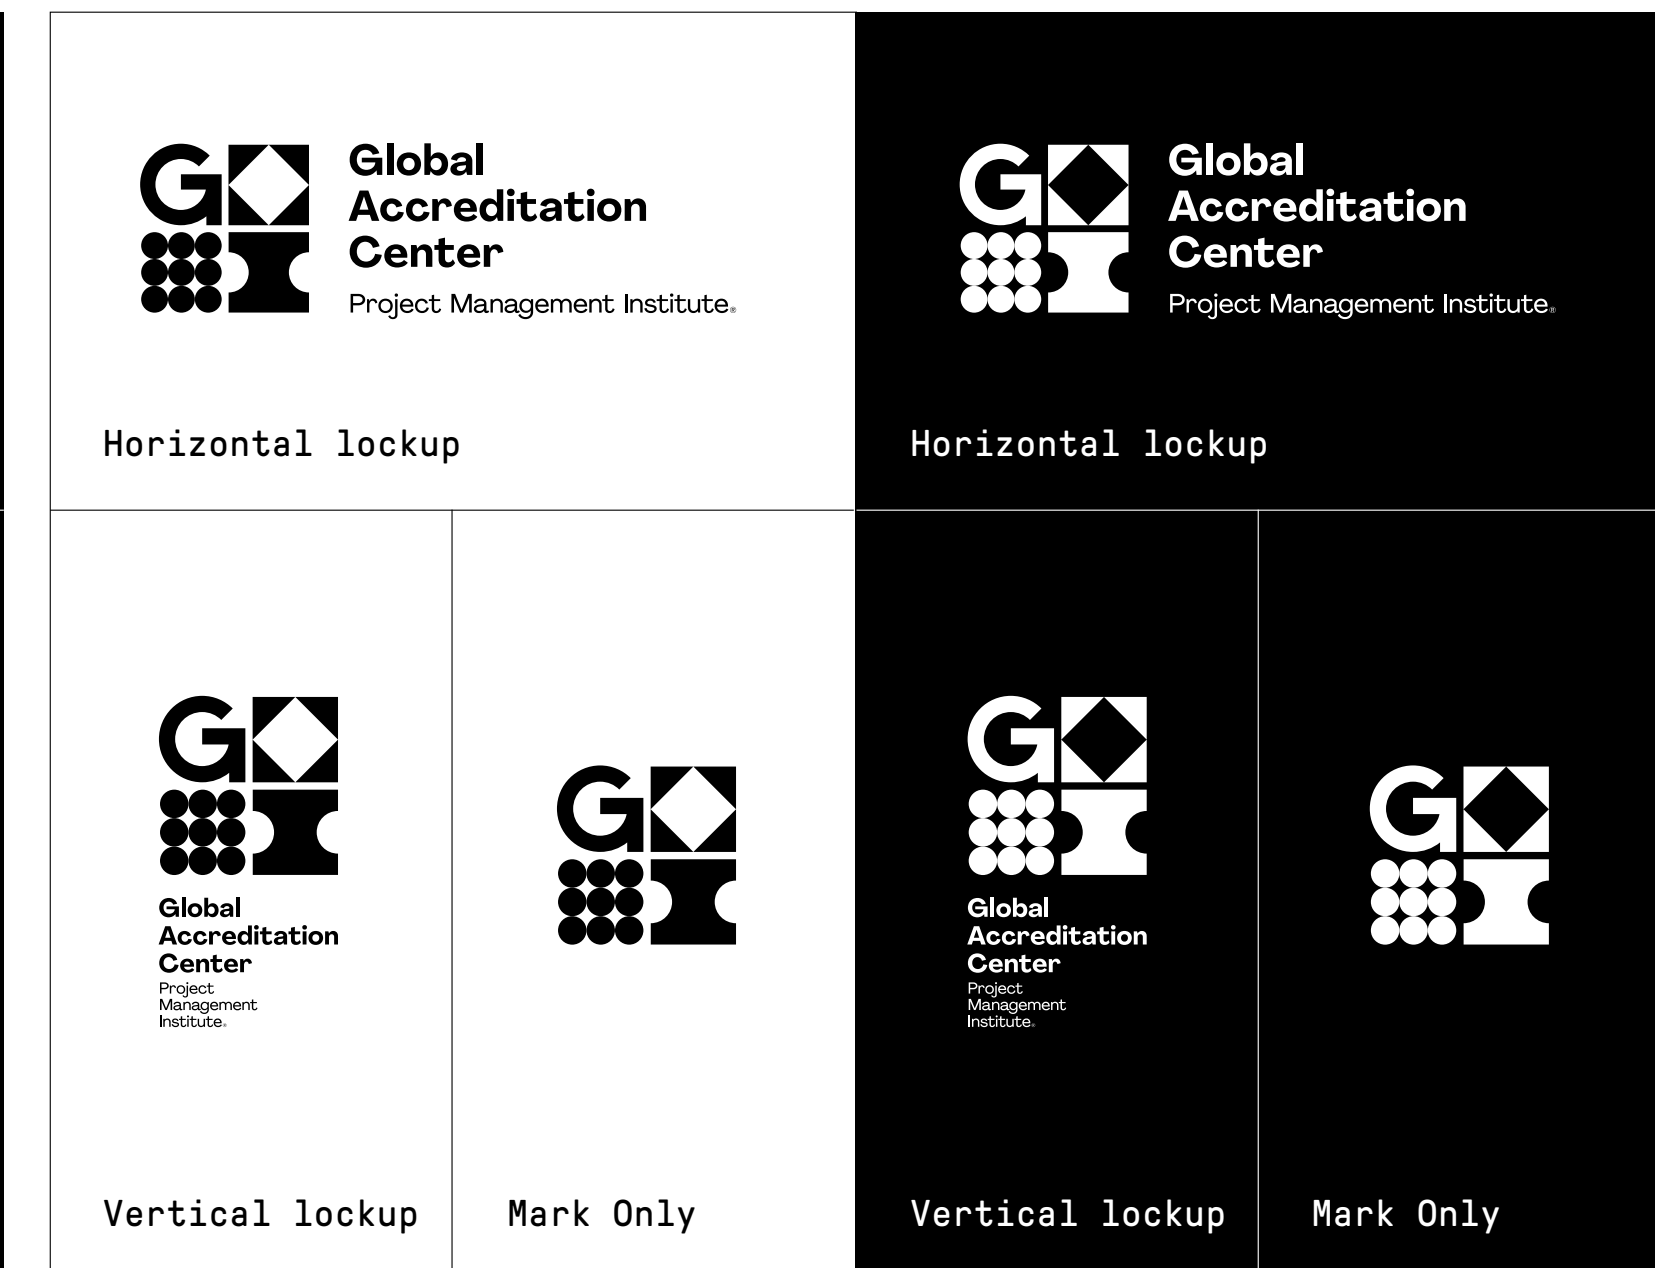 G
Global
Accreditation
Center
Project Management Institute®
Horizontal lockup
G
Global
Accreditation
Center
Project Management Institute®
Horizontal lockup
G
Global
Accreditation
Center
Project
Management
Institute®
Vertical lockup
G
Mark Only
G
Global
Accreditation
Center
Project
Management
Institute®
Vertical lockup
G
Mark Only